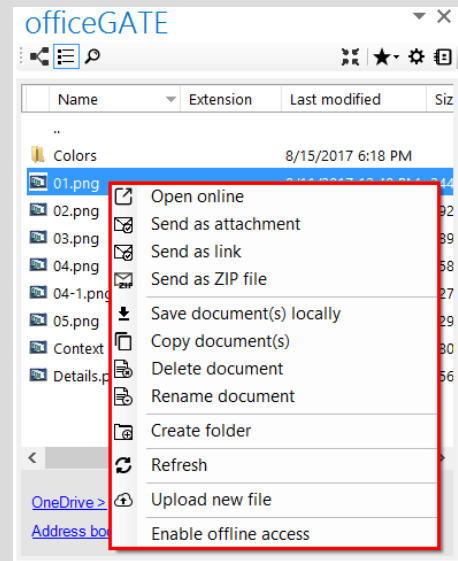 officeGATE
Name Extension Last modified Siz
..
Colors 8/15/2017 6:18 PM
01.png
02.png
03.png
04.png
04-1.png
05.png
Context
Details.p
Open online
Send as attachment
Send as link
ZIP
Send as ZIP file
Save document(s) locally
Copy document(s)
Delete document
Rename document
Create folder
Refresh
Upload new file
Enable offline access
OneDrive >
Address boo